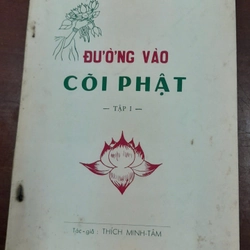 ĐƯỜNG VÀO
CÕI PHẬT
— TẬP I —
Tác-giả : THÍCH MINH-TÂM